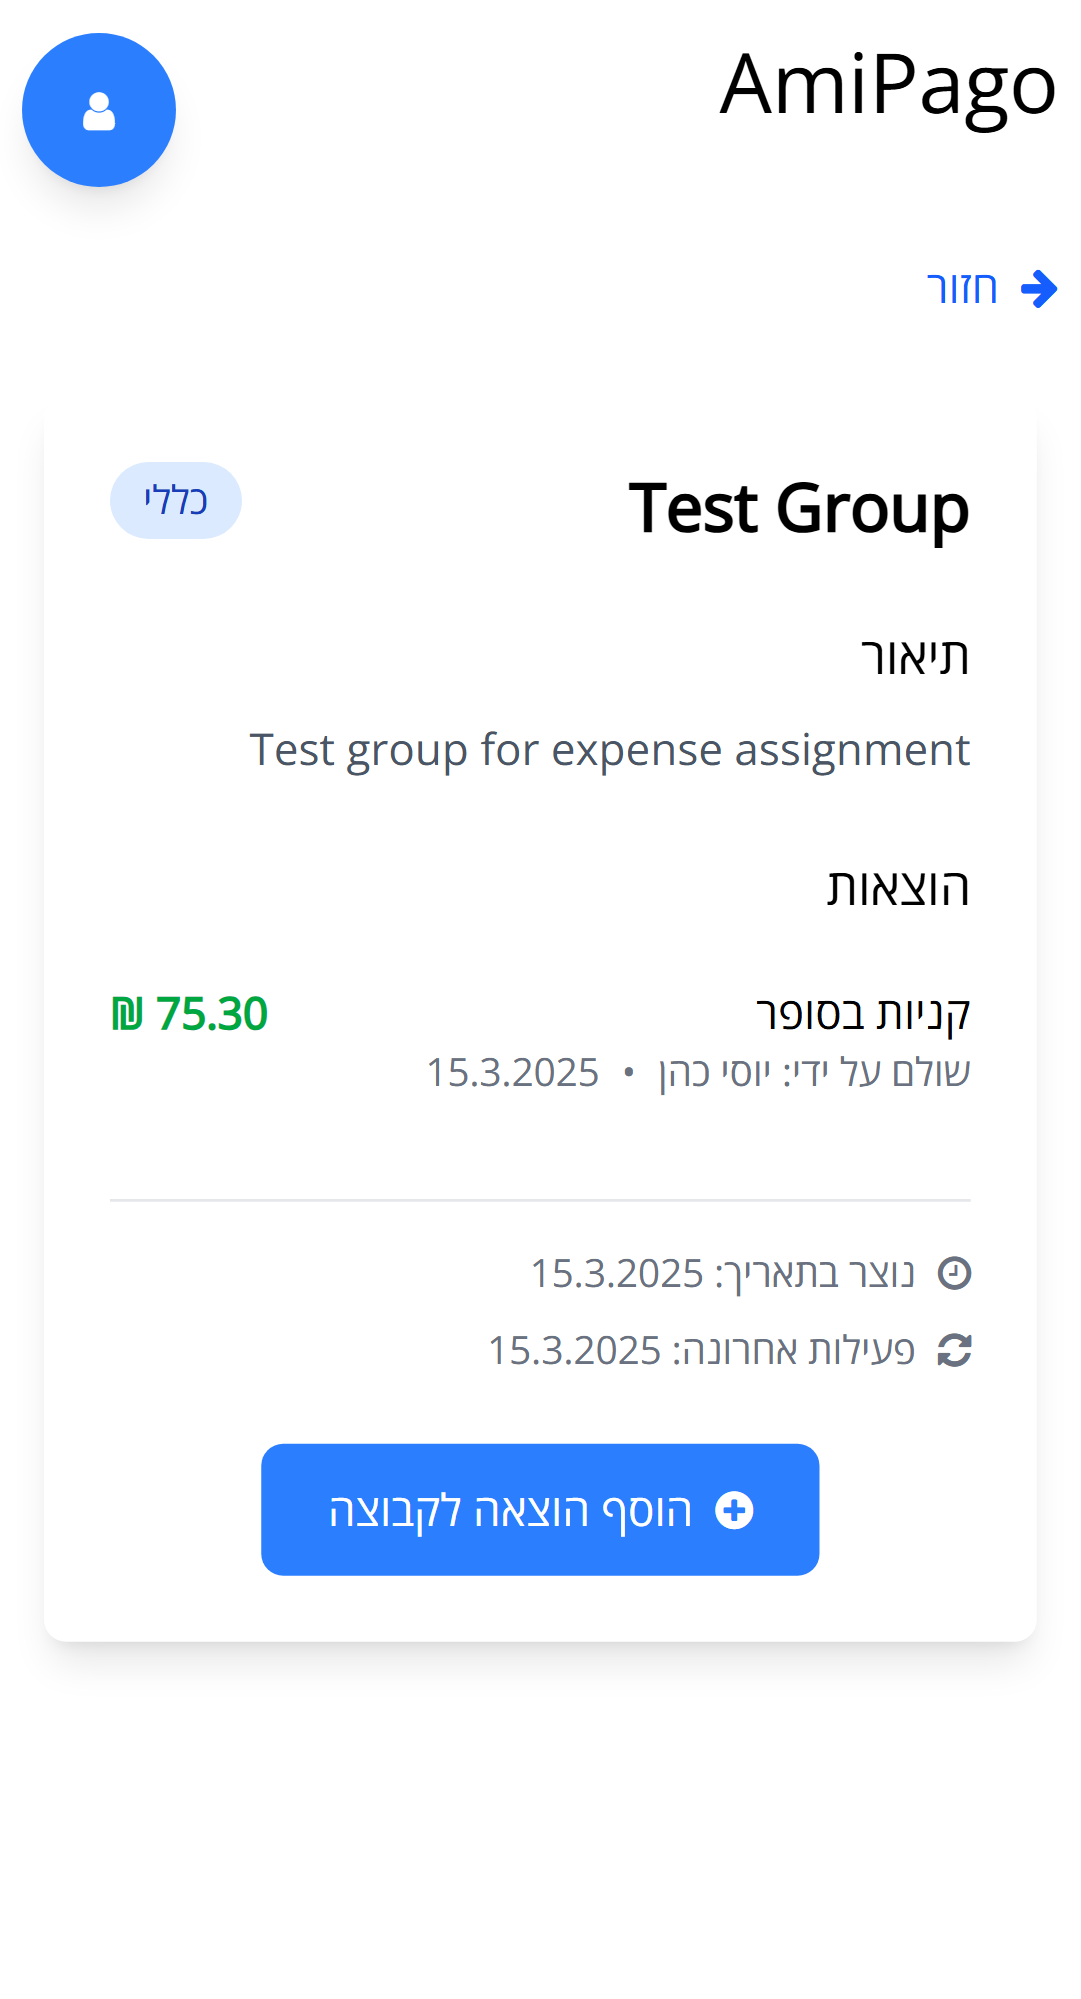 AmiPago
חזור
Test Group
כללי
תיאור
Test group for expense assignment
הוצאות
קניות בסופר
75.30 ₪
שולם על ידי: יוסי כהן • 15.3.2025
נוצר בתאריך: 15.3.2025
פעילות אחרונה: 15.3.2025
הוסף הוצאה לקבוצה